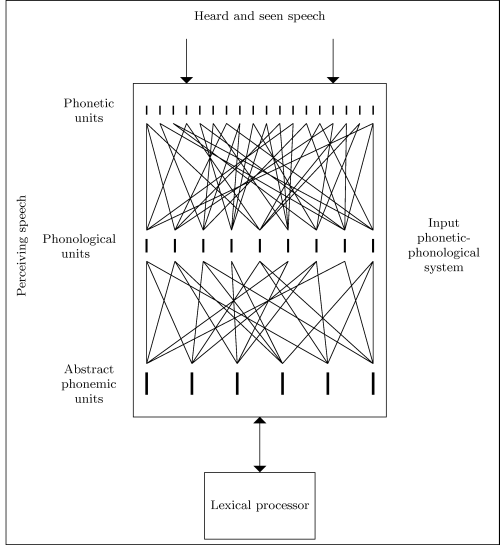 Heard and seen speech
Phonetic
units
Perceiving speech
Phonological
units
Input
phonetic-
phonological
system
Abstract
phonemic
units
Lexical processor